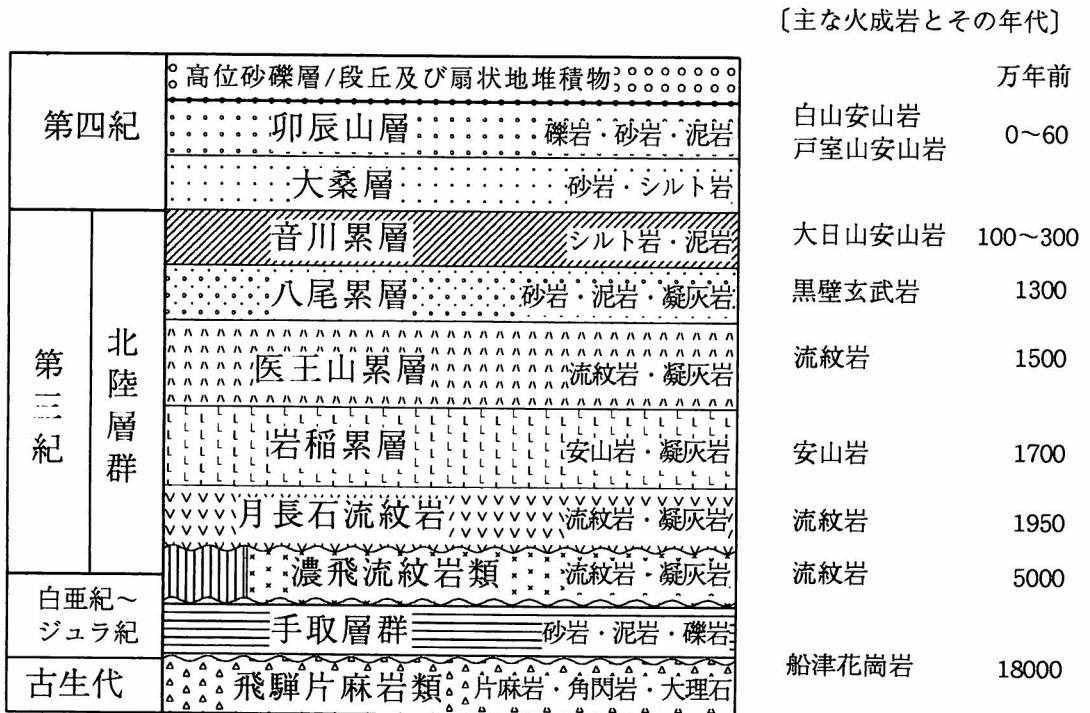 〔主な火成岩とその年代〕
万年前
第四紀
高位砂礫層/段丘及び扇状地堆積物
卯辰山層 礫岩・砂岩・泥岩
白山安山岩
戸室山安山岩 0~60
大桑層 砂岩・シルト岩
第三紀
北陸層群
音川累層 シルト岩・泥岩 大日山安山岩 100~300
八尾累層 砂岩・泥岩・凝灰岩 黒壁玄武岩 1300
医王山累層 流紋岩・凝灰岩 流紋岩 1500
岩稲累層 安山岩・凝灰岩 安山岩 1700
月長石流紋岩 流紋岩・凝灰岩 流紋岩 1950
濃飛流紋岩類 流紋岩・凝灰岩 流紋岩 5000
白亜紀~
ジュラ紀
手取層群 砂岩・泥岩・礫岩
古生代 飛騨片麻岩類 片麻岩・角閃岩・大理石 船津花崗岩 18000